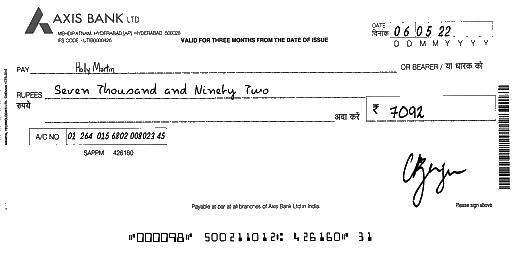 AXIS BANK LTD
MEHDIPATNAM, HYDERABAD [AP] HYDERABAD 500028
IFS CODE - UTIB0000426
VALID FOR THREE MONTHS FROM THE DATE OF ISSUE
DATE दिनांक 06 05 22
D D M M Y Y Y Y
PAY Holly Martin OR BEARER / या धारक को
RUPEES Seven Thousand and Ninety Two
रुपये अदा करें ₹ 7092
A/C NO 01 264 015 6802 008023 45
SAPPM 426160
Payable at par at all branches of Axis Bank Ltd in India.
Please sign above
"000098" 500211012: 426160" 31